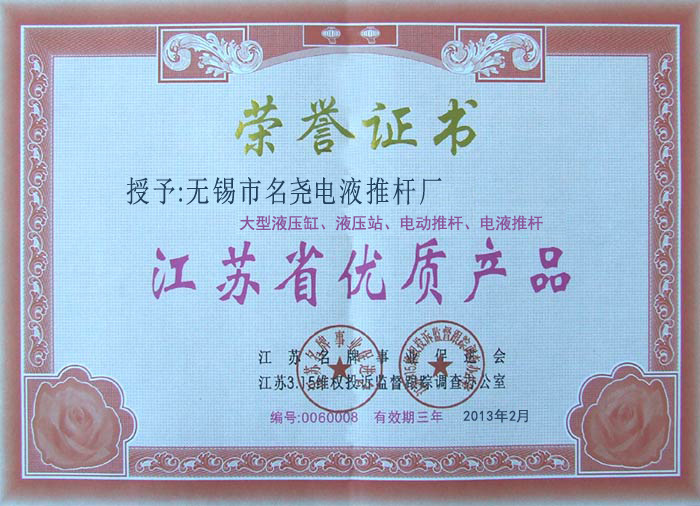 荣誉证书
授予:无锡市名尧电液推杆厂
大型液压缸、液压站、电动推杆、电液推杆
江苏省优质产品
江苏名牌事业促进会
江苏3.15维权投诉监督跟踪调查办公室
编号:0060008 有效期三年 2013年2月